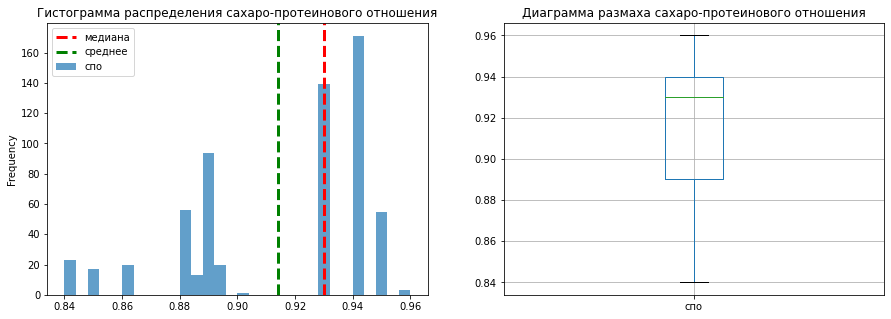 Гистограмма распределения сахаро-протеинового отношения
медиана
среднее
спо
Frequency
160
140
120
100
80
60
40
20
0
0.84 0.86 0.88 0.90 0.92 0.94 0.96
Диаграмма размаха сахаро-протеинового отношения
0.96
0.94
0.92
0.90
0.88
0.86
0.84
спо